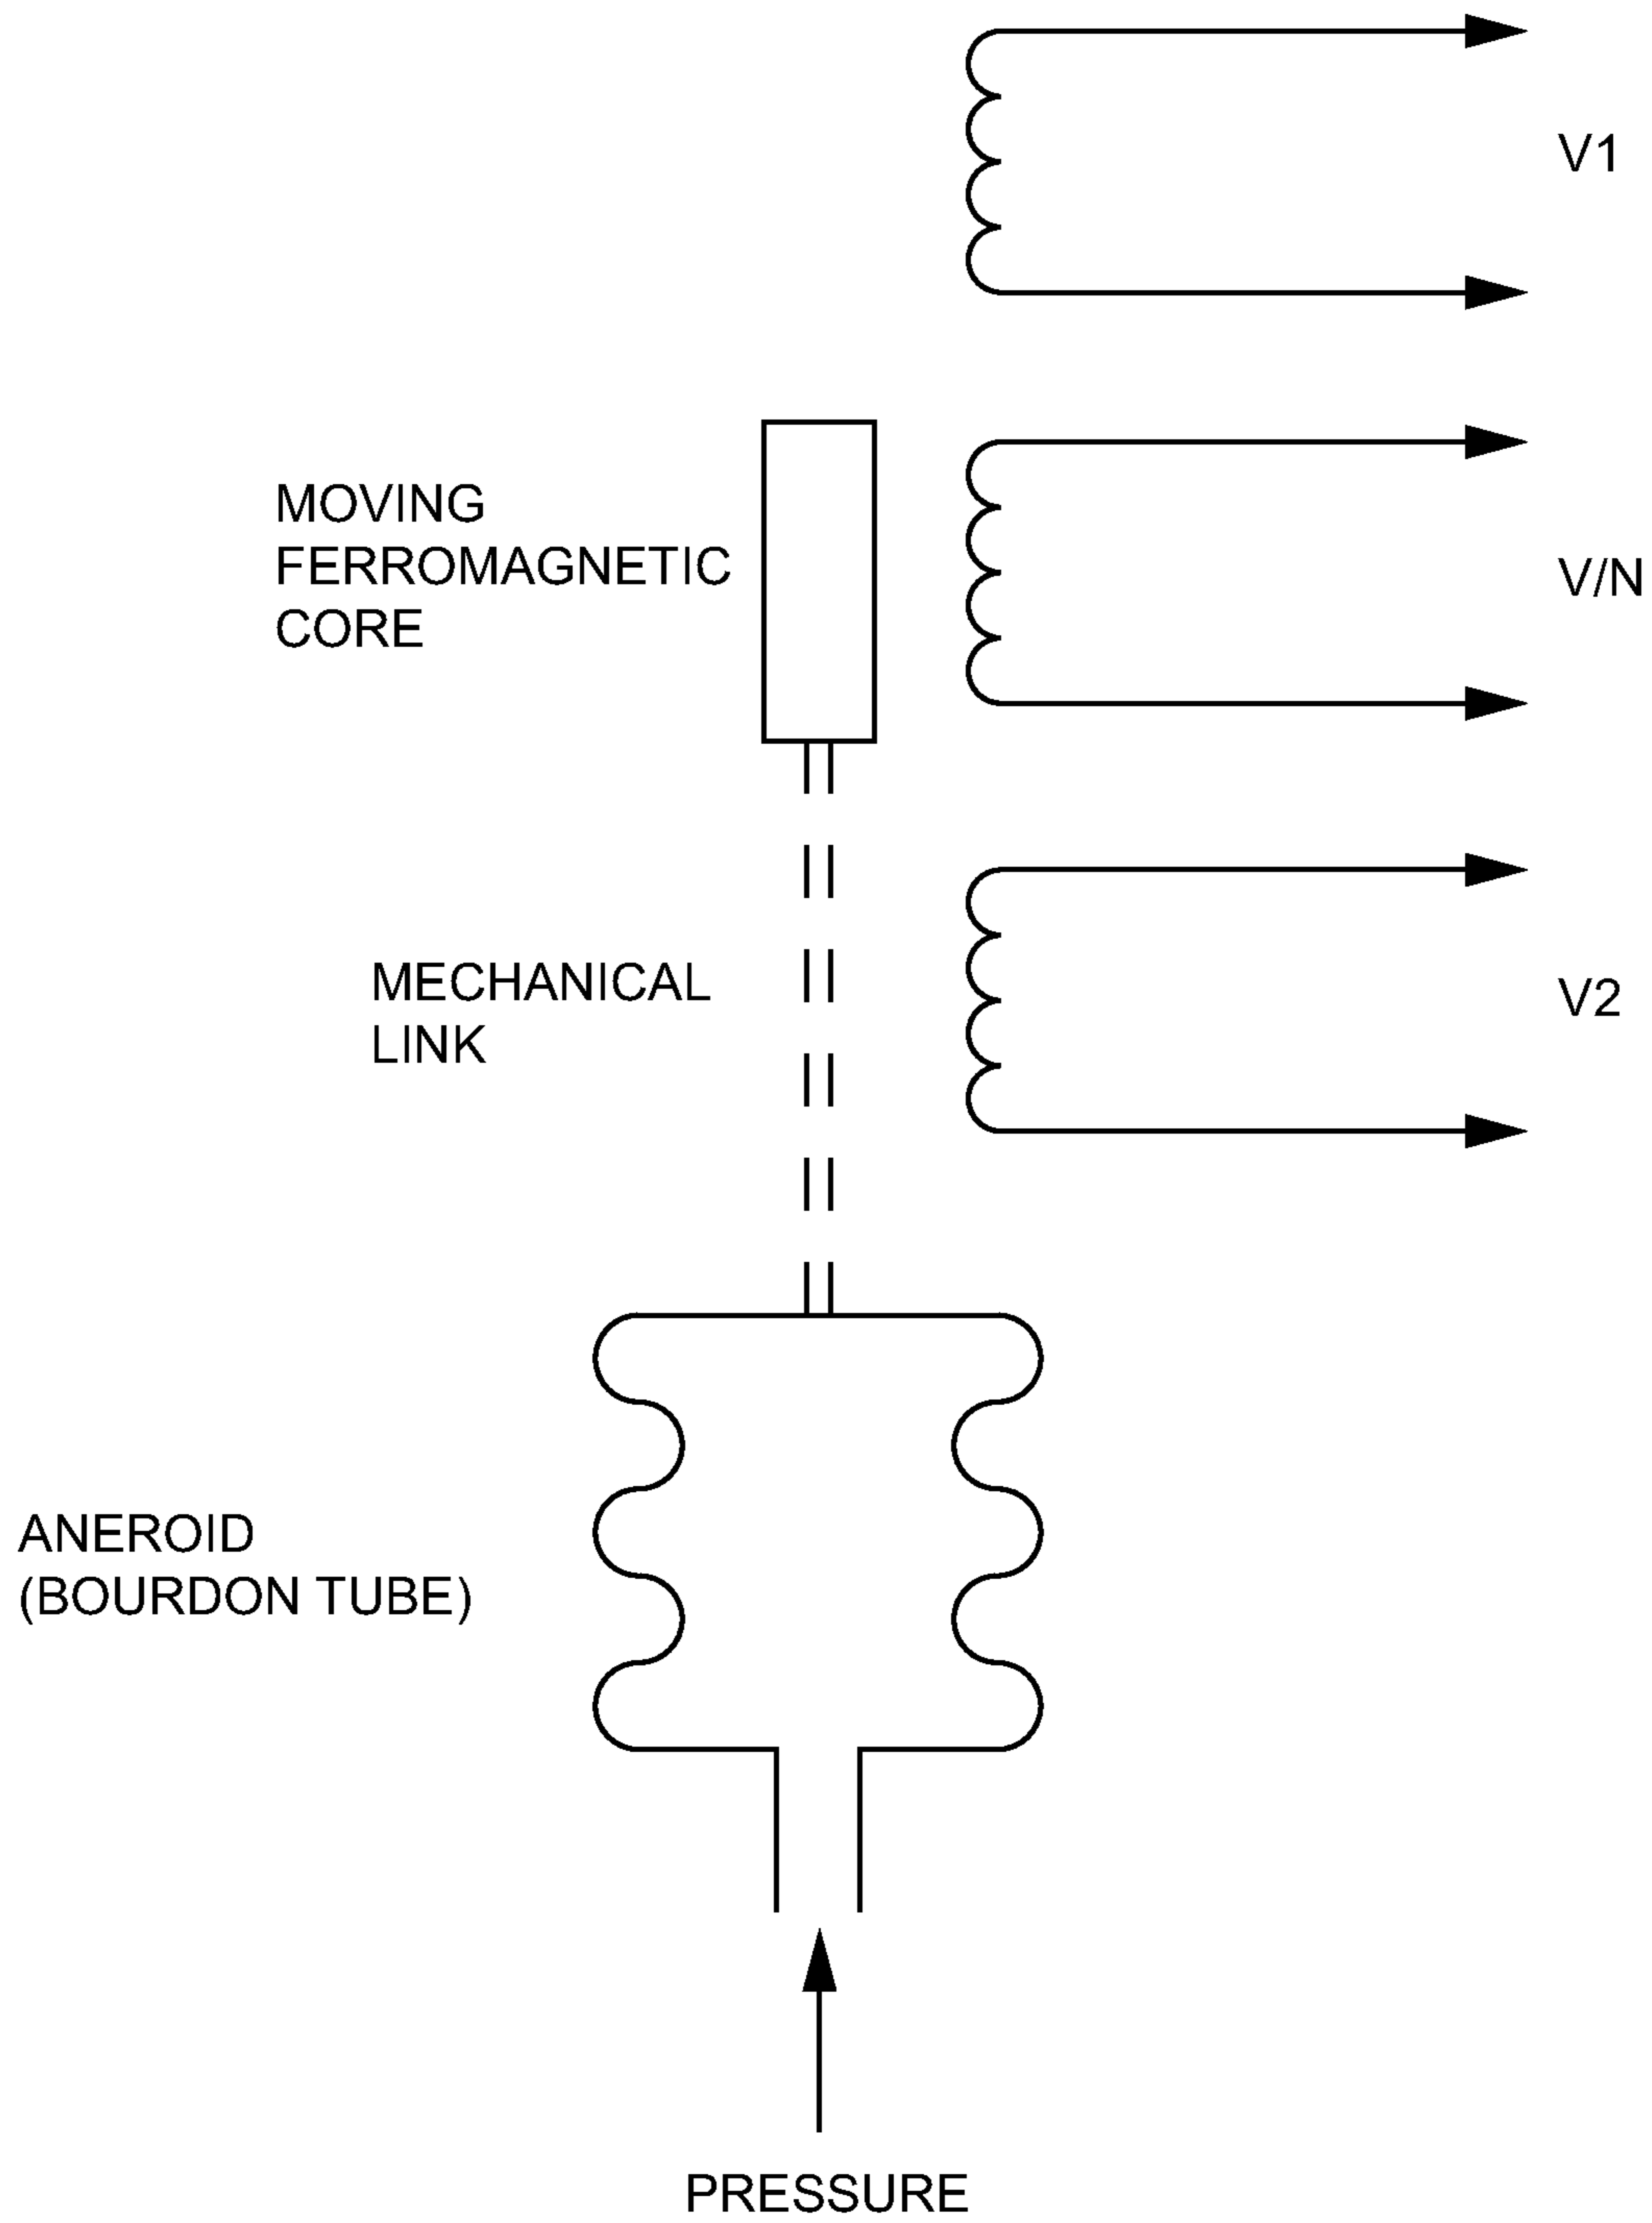 V1
MOVING
FERROMAGNETIC
CORE
V/N
MECHANICAL
LINK
V2
ANEROID
(BOURDON TUBE)
PRESSURE